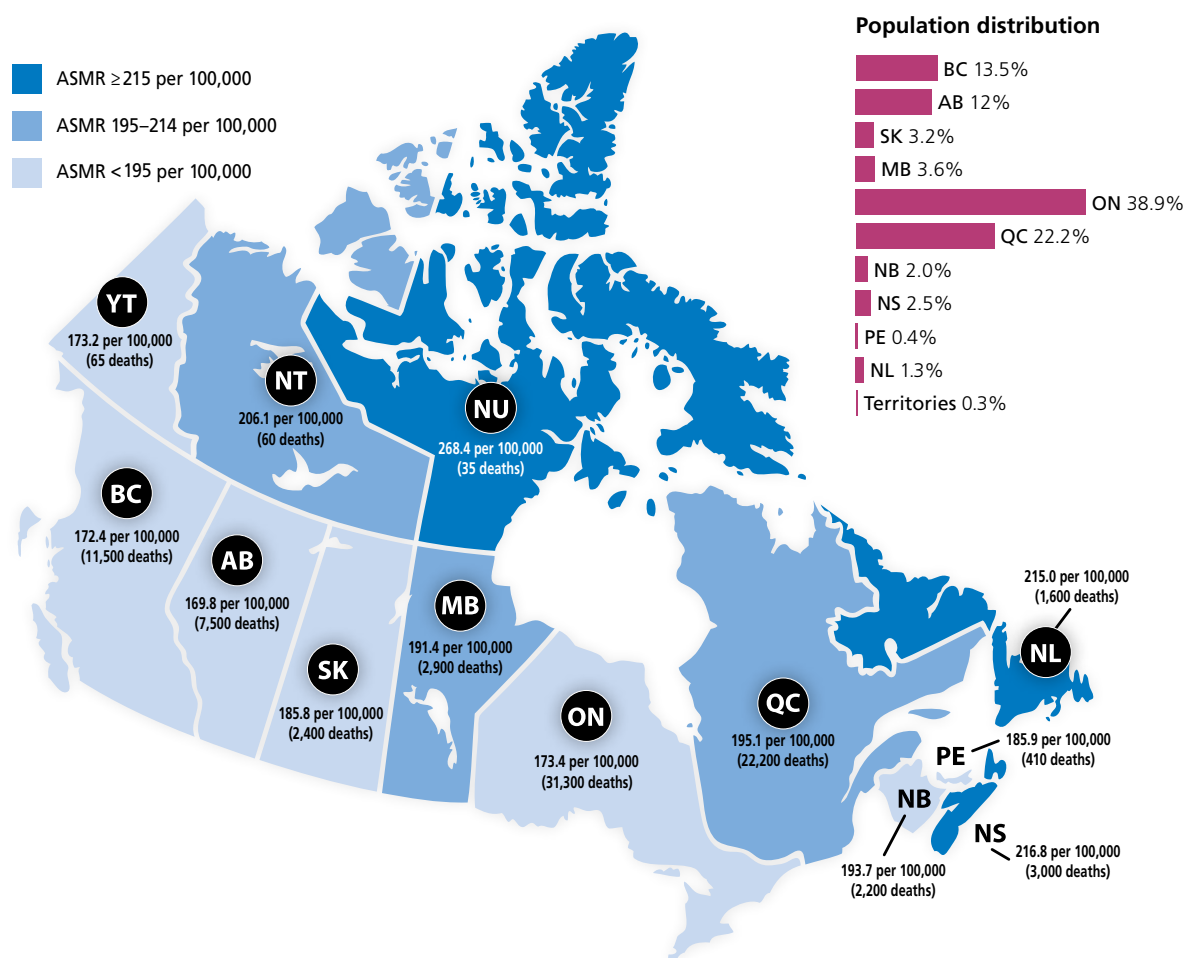 Population distribution
BC 13.5%
AB 12%
SK 3.2%
MB 3.6%
ON 38.9%
QC 22.2%
NB 2.0%
NS 2.5%
PE 0.4%
NL 1.3%
Territories 0.3%
ASMR ≥215 per 100,000
ASMR 195–214 per 100,000
ASMR <195 per 100,000
YT
173.2 per 100,000
(65 deaths)
NT
206.1 per 100,000
(60 deaths)
NU
268.4 per 100,000
(35 deaths)
BC
172.4 per 100,000
(11,500 deaths)
AB
169.8 per 100,000
(7,500 deaths)
SK
185.8 per 100,000
(2,400 deaths)
MB
191.4 per 100,000
(2,900 deaths)
ON
173.4 per 100,000
(31,300 deaths)
QC
195.1 per 100,000
(22,200 deaths)
215.0 per 100,000
(1,600 deaths)
NL
PE
185.9 per 100,000
(410 deaths)
NB
193.7 per 100,000
(2,200 deaths)
NS
216.8 per 100,000
(3,000 deaths)